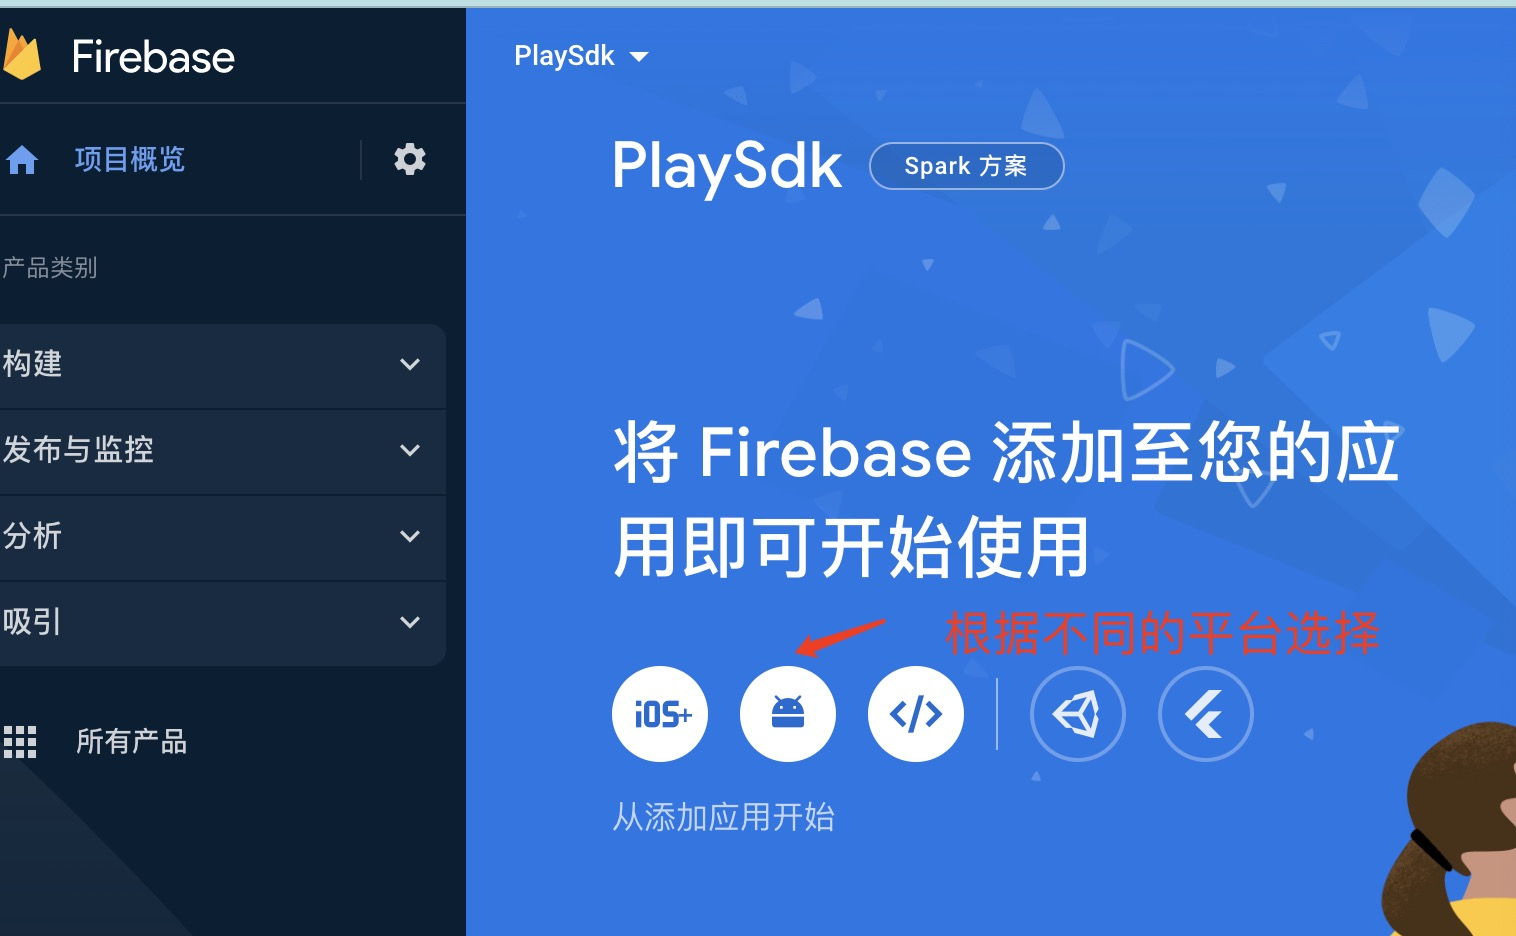 Firebase
项目概览
产品类别
构建
发布与监控
分析
吸引
所有产品
PlaySdk
PlaySdk
Spark 方案
将 Firebase 添加至您的应
用即可开始使用
根据不同的平台选择
iOS+
从添加应用开始